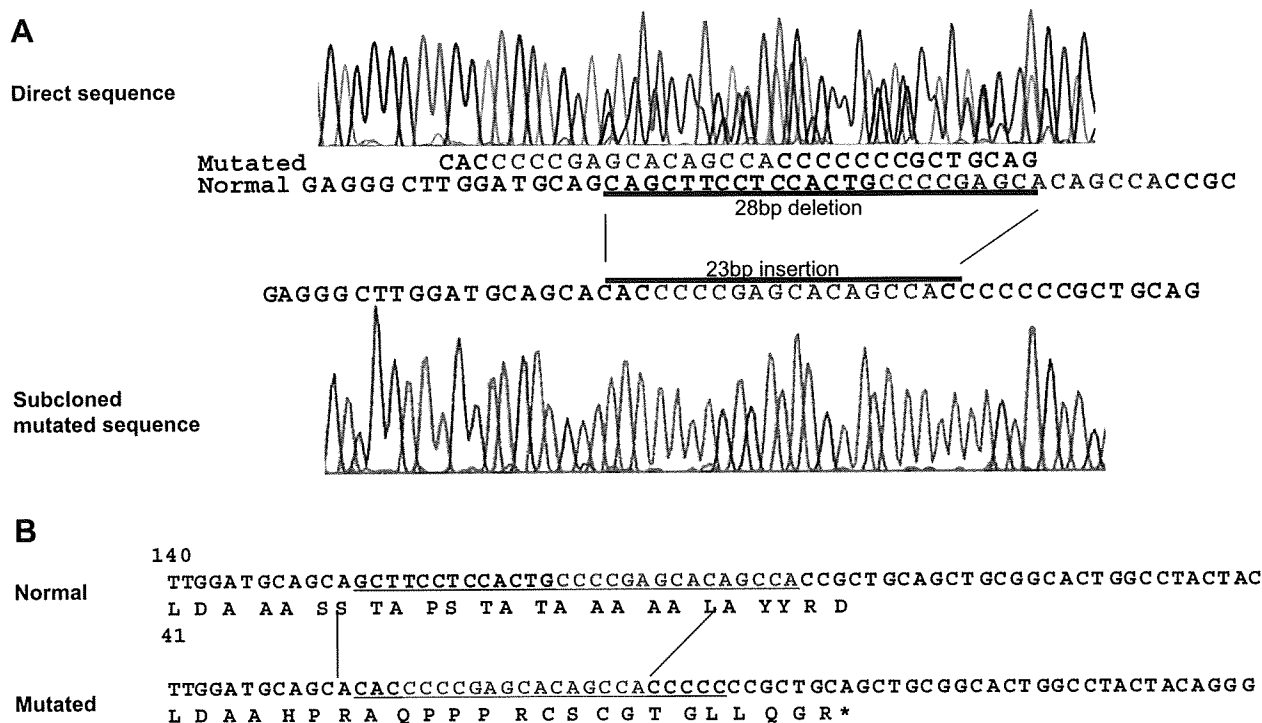 A
Direct sequence
Mutated CACCCCCGAGCACAGCCACCCCCCCGCTGCAG
Normal GAGGGCTTGGATGCAGCAGCTTCCTCCACTGCCCCGAGCACAGCCACCGC
28bp deletion
23bp insertion
GAGGGCTTGGATGCAGCACACCCCCGAGCACAGCCACCCCCCCGCTGCAG
Subcloned
mutated sequence
B
140
Normal TTGGATGCAGCAGCTTCCTCCACTGCCCCGAGCACAGCCACCGCTGCAGCTGCGGCACTGGCCTACTAC
L D A A A S S T A P S T A T A A A A L A Y Y R D
41
Mutated TTGGATGCAGCACACCCCCGAGCACAGCCACCCCCCCGCTGCAGCTGCGGCACTGGCCTACTACAGGG
L D A A H P R A Q P P P R C S C G T G L L Q G R *